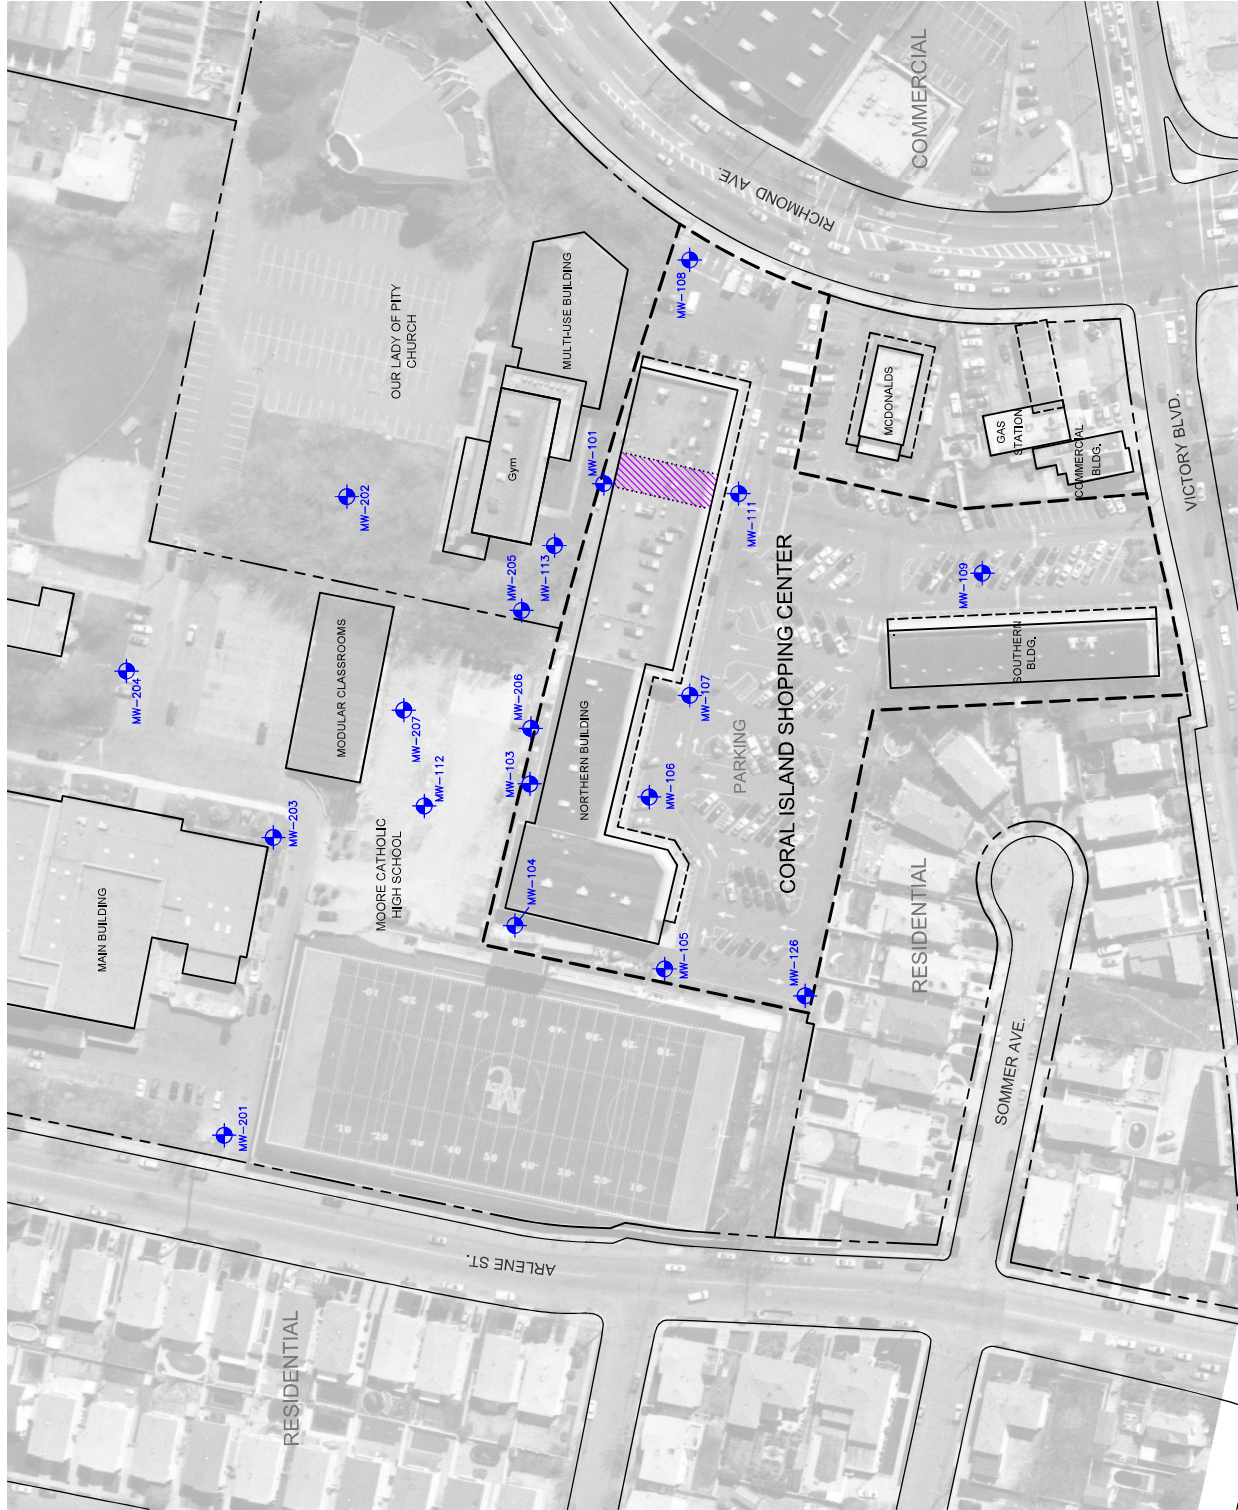 COMMERCIAL
RICHMOND AVE.
OUR LADY OF PITY
CHURCH
MULTI-USE BUILDING
MW-108
MCDONALDS
GAS
STATION
COMMERCIAL
BLDG.
VICTORY BLVD.
MW-101
Gym
MW-202
MW-111
MW-113
MW-205
MW-109
CORAL ISLAND SHOPPING CENTER
SOUTHERN
BLDG.
MODULAR CLASSROOMS
MW-204
MW-207
MW-206
MW-107
NORTHERN BUILDING
PARKING
MW-103
MW-112
MW-106
MW-203
MOORE CATHOLIC
HIGH SCHOOL
MAIN BUILDING
MW-104
MW-105
MW-126
RESIDENTIAL
SOMMER AVE.
MW-201
ARLENE ST.
RESIDENTIAL